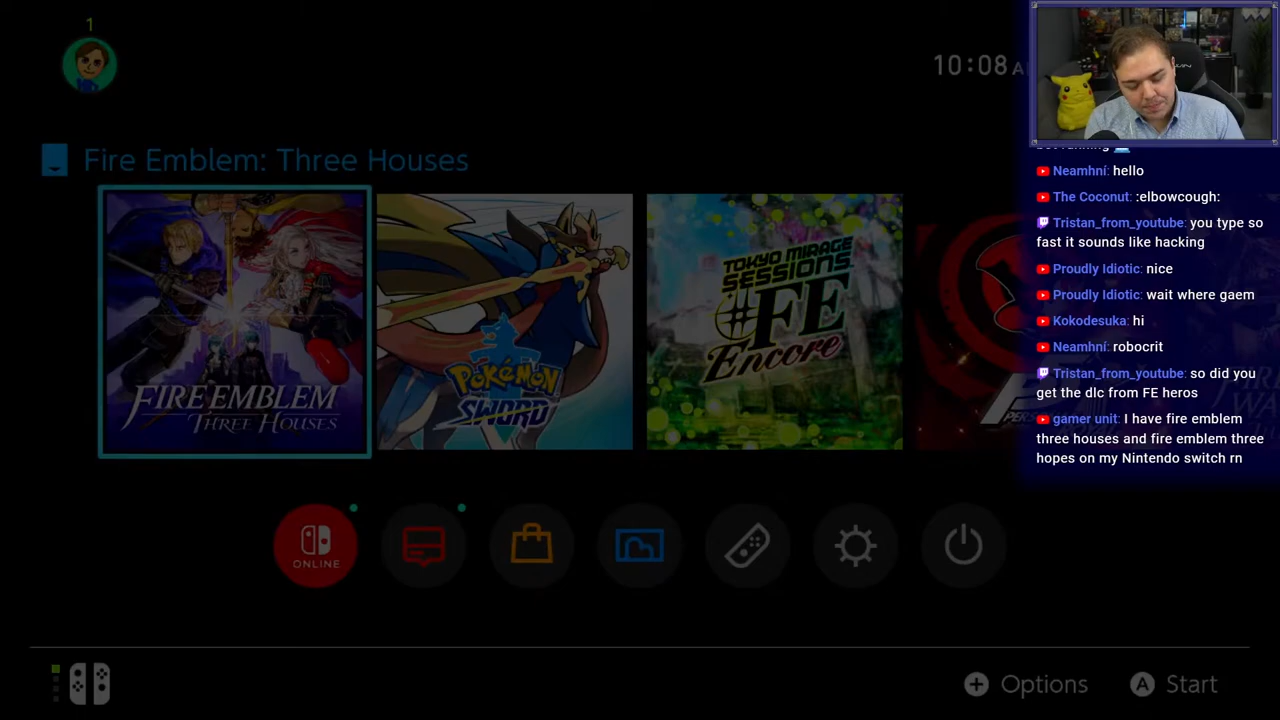 1
10:08
Fire Emblem: Three Houses
FIRE EMBLEM
THREE HOUSES
POKéMON
SWORD
TOKYO MIRAGE
SESSIONS
#FE
Encore
ONLINE
Options
A
Start
Neamhní: hello
The Coconut: :elbowcough:
Tristan_from_youtube: you type so
fast it sounds like hacking
Proudly Idiotic: nice
Proudly Idiotic: wait where gaem
Kokodesuka: hi
Neamhní: robocrit
Tristan_from_youtube: so did you
get the dlc from FE heros
gamer unit: I have fire emblem
three houses and fire emblem three
hopes on my Nintendo switch rn